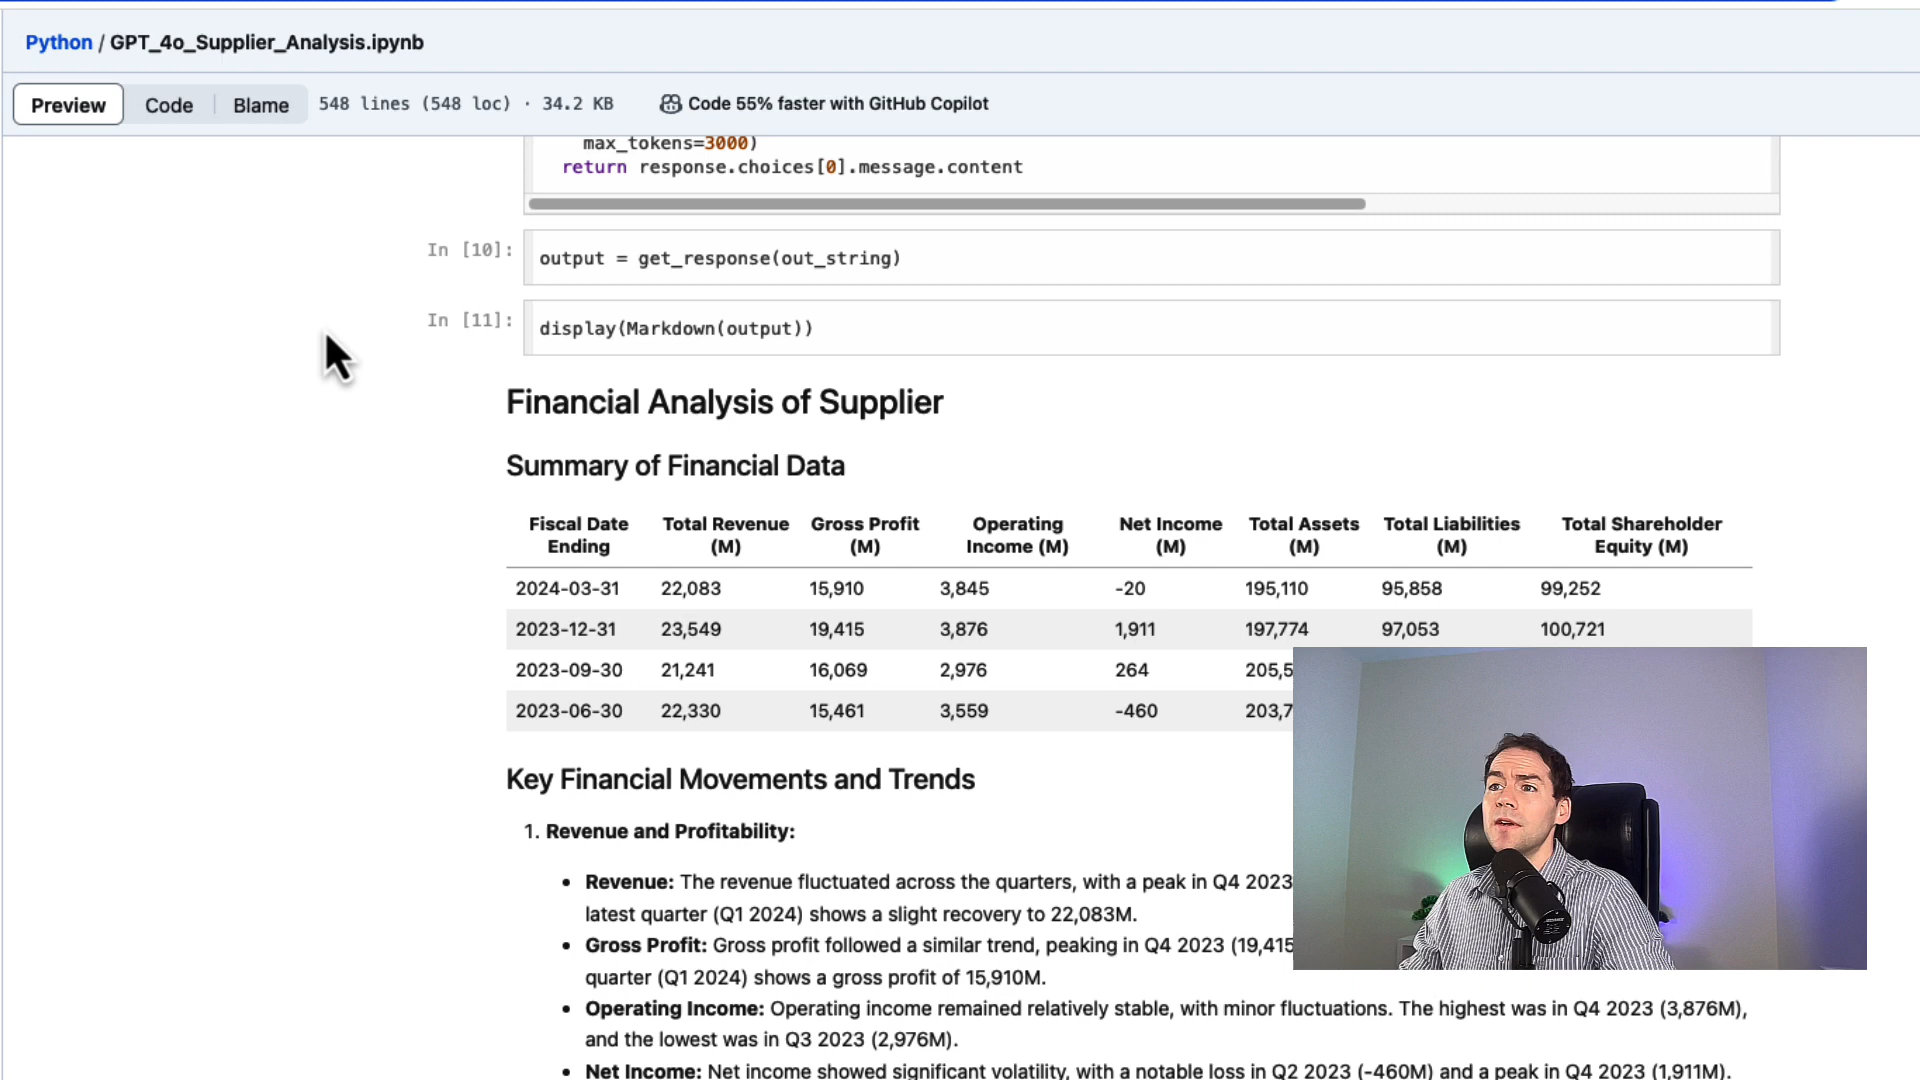 Python / GPT_4o_Supplier_Analysis.ipynb
Preview Code Blame 548 lines (548 loc) · 34.2 KB Code 55% faster with GitHub Copilot
max_tokens=3000)
return response.choices[0].message.content
In [10]: output = get_response(out_string)
In [11]: display(Markdown(output))
Financial Analysis of Supplier
Summary of Financial Data
Fiscal Date Ending Total Revenue (M) Gross Profit (M) Operating Income (M) Net Income (M) Total Assets (M) Total Liabilities (M) Total Shareholder Equity (M)
2024-03-31 22,083 15,910 3,845 -20 195,110 95,858 99,252
2023-12-31 23,549 19,415 3,876 1,911 197,774 97,053 100,721
2023-09-30 21,241 16,069 2,976 264 205,5
2023-06-30 22,330 15,461 3,559 -460 203,7
Key Financial Movements and Trends
1. Revenue and Profitability:
• Revenue: The revenue fluctuated across the quarters, with a peak in Q4 2023
latest quarter (Q1 2024) shows a slight recovery to 22,083M.
• Gross Profit: Gross profit followed a similar trend, peaking in Q4 2023 (19,415
quarter (Q1 2024) shows a gross profit of 15,910M.
• Operating Income: Operating income remained relatively stable, with minor fluctuations. The highest was in Q4 2023 (3,876M),
and the lowest was in Q3 2023 (2,976M).
• Net Income: Net income showed significant volatility, with a notable loss in Q2 2023 (-460M) and a peak in Q4 2023 (1,911M).